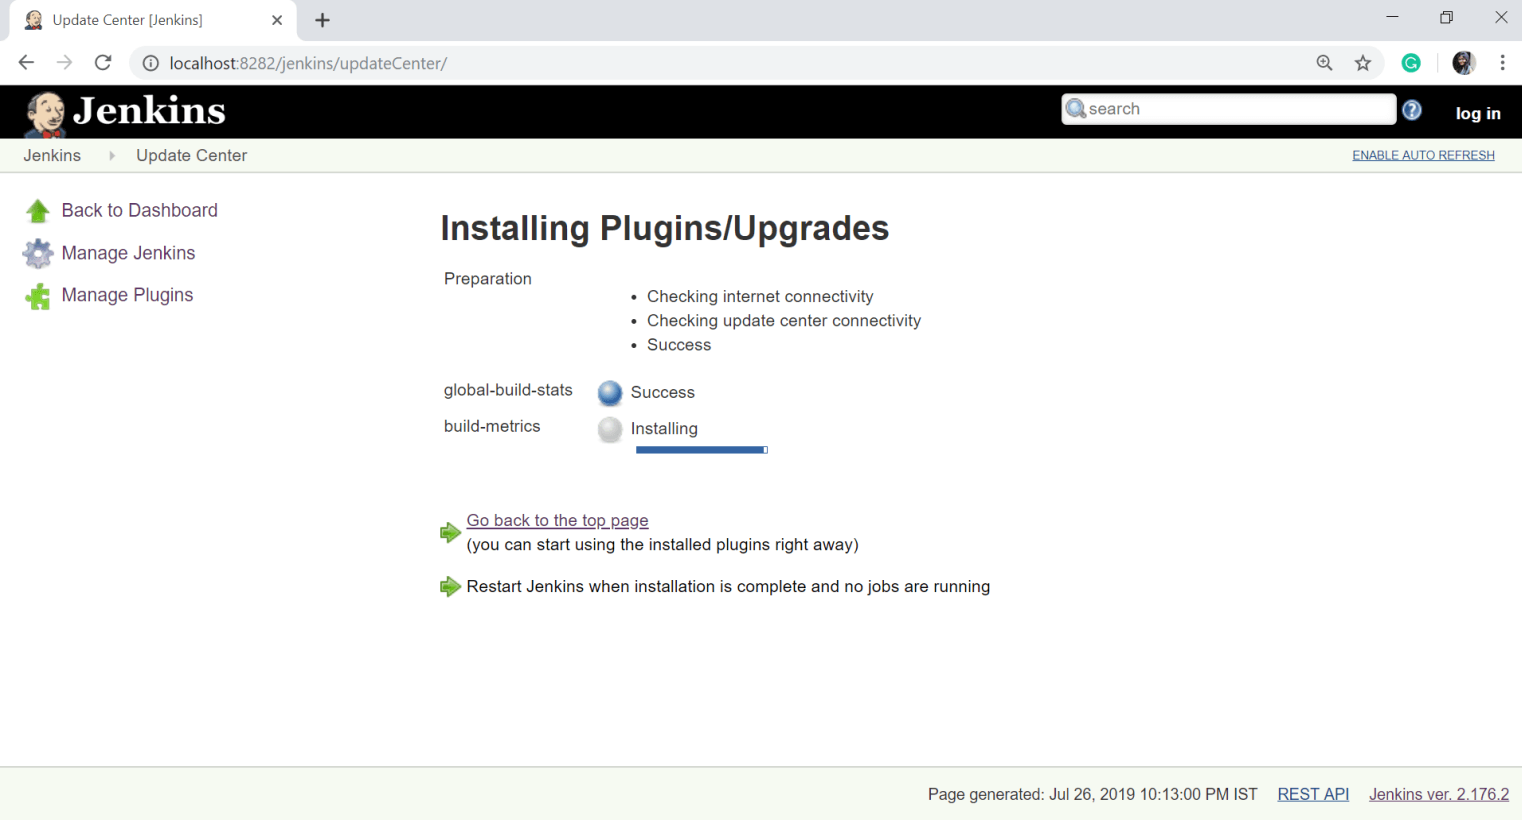 Update Center [Jenkins]
localhost:8282/jenkins/updateCenter/
Jenkins
search
log in
Jenkins
Update Center
ENABLE AUTO REFRESH
Back to Dashboard
Manage Jenkins
Manage Plugins
Installing Plugins/Upgrades
Preparation
Checking internet connectivity
Checking update center connectivity
Success
global-build-stats
Success
build-metrics
Installing
Go back to the top page
(you can start using the installed plugins right away)
Restart Jenkins when installation is complete and no jobs are running
Page generated: Jul 26, 2019 10:13:00 PM IST
REST API
Jenkins ver. 2.176.2